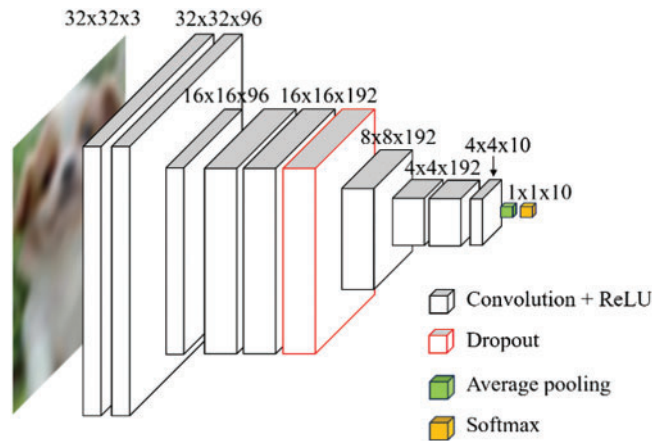 32x32x3
32x32x96
16x16x96
16x16x192
8x8x192
4x4x192
4x4x10
1x1x10
Convolution + ReLU
Dropout
Average pooling
Softmax